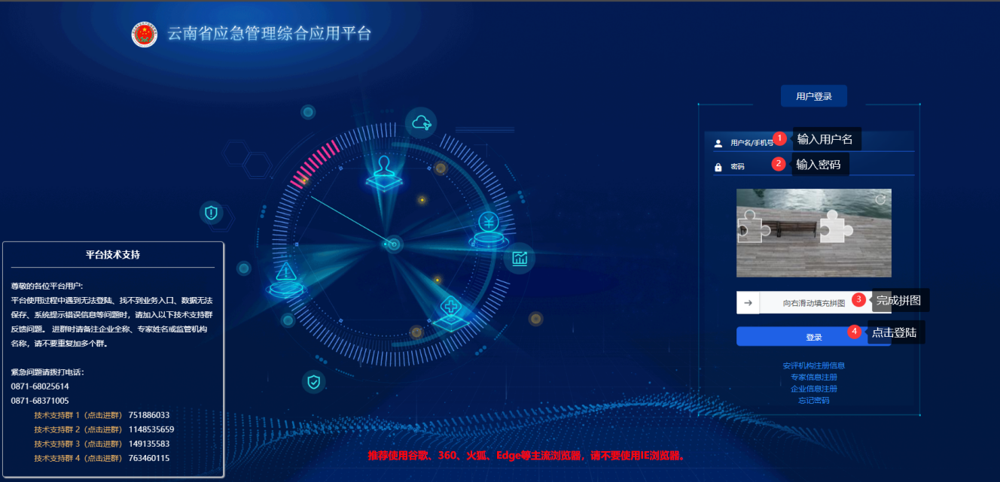 云南省应急管理综合应用平台
用户登录
用户名/手机号
1
输入用户名
密码
2
输入密码
向右滑动填充拼图
3
完成拼图
登录
4
点击登陆
安评机构注册信息
专家信息注册
企业信息注册
忘记密码
平台技术支持
尊敬的各位平台用户:
平台使用过程中遇到无法登陆、找不到业务入口、数据无法
保存、系统提示错误信息等问题时，请加入以下技术支持群
反馈问题。 进群时请备注企业全称、专家姓名或监管机构
名称，请不要重复加多个群。
紧急问题请拨打电话:
0871-68025614
0871-68371005
技术支持群 1（点击进群） 751886033
技术支持群 2（点击进群） 1148535659
技术支持群 3（点击进群） 149135583
技术支持群 4（点击进群） 763460115
推荐使用谷歌、360、火狐、Edge等主流浏览器，请不要使用IE浏览器。